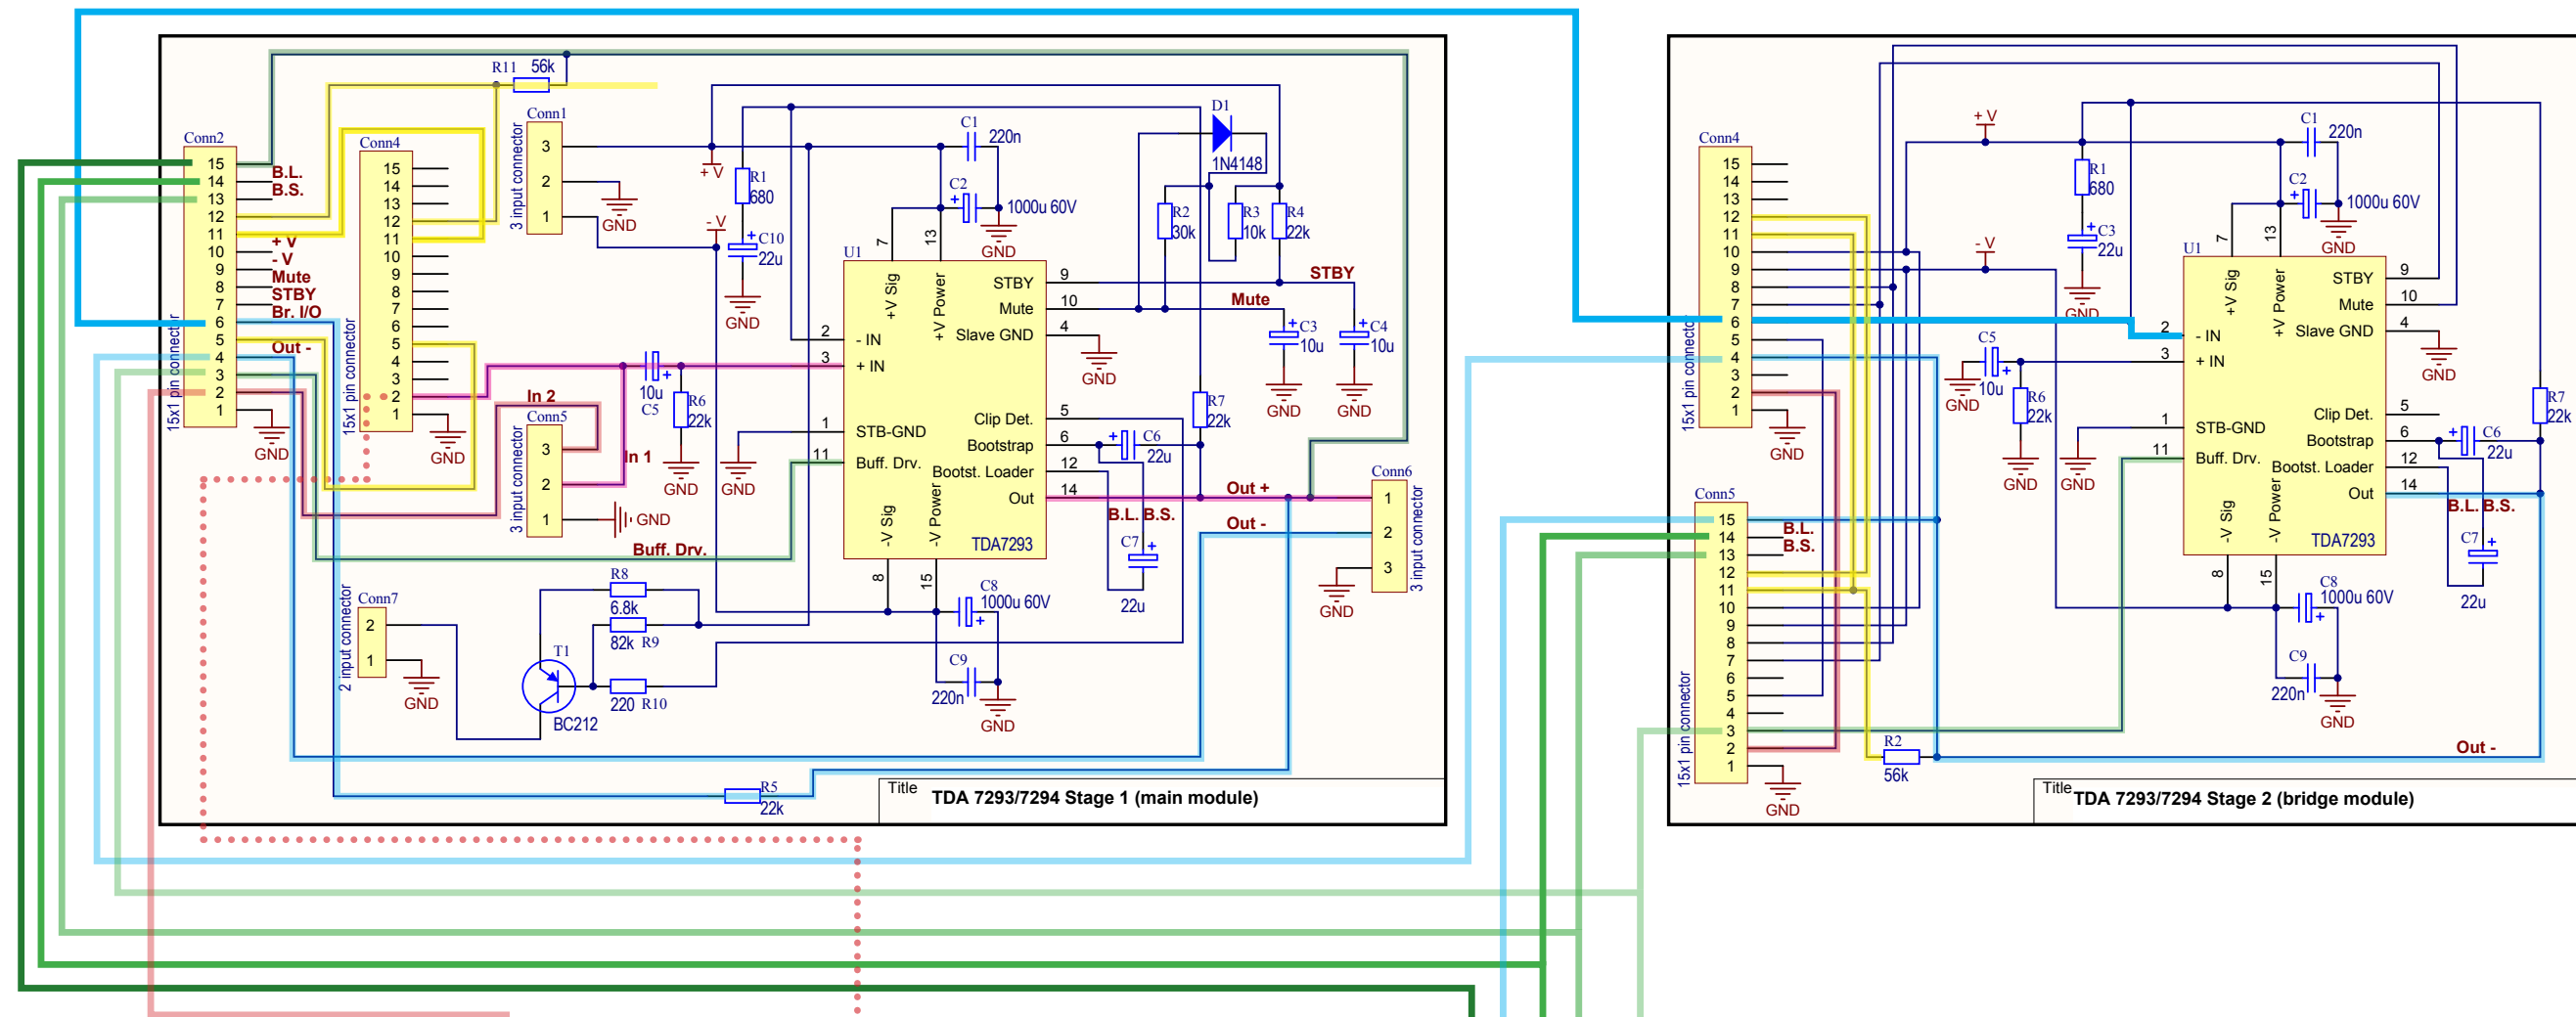 R11 56k
Conn2
15
14
13
12
11
10
9
8
7
6
5
4
3
2
1
15x1 pin connector
B.L.
B.S.
+ V
- V
Mute
STBY
Br. I/O
Out -
Conn4
15
14
13
12
11
10
9
8
7
6
5
4
3
2
1
15x1 pin connector
GND
GND
Conn1
3
2
1
3 input connector
GND
+ V
- V
R1
680
C10
22u
GND
C1
220n
C2
1000u 60V
GND
D1
1N4148
R2
30k
R3
10k
R4
22k
STBY
Mute
C3
10u
C4
10u
GND
GND
U1
7
13
+V Sig
+V Power
2
- IN
3
+ IN
1
STB-GND
11
Buff. Drv.
STBY
9
Mute
10
Slave GND
4
GND
Clip Det.
5
Bootstrap
6
Bootst. Loader
12
Out
14
-V Sig
-V Power
TDA7293
8
15
10u
C5
R6
22k
GND
GND
In 2
Conn5
3
2
1
3 input connector
In 1
GND
Buff. Drv.
C6
22u
R7
22k
B.L. B.S.
C7
22u
Out +
Out -
Conn6
1
2
3
3 input connector
GND
Conn7
2
1
2 input connector
GND
R8
6.8k
82k R9
T1
BC212
220 R10
C8
1000u 60V
C9
220n
GND
R5
22k
Title
TDA 7293/7294 Stage 1 (main module)
Conn4
15
14
13
12
11
10
9
8
7
6
5
4
3
2
1
15x1 pin connector
GND
Conn5
15
14
13
12
11
10
9
8
7
6
5
4
3
2
1
15x1 pin connector
B.L.
B.S.
GND
+ V
- V
R1
680
C3
22u
GND
C1
220n
C2
1000u 60V
GND
U1
7
13
+V Sig
+V Power
2
- IN
3
+ IN
1
STB-GND
11
Buff. Drv.
STBY
9
Mute
10
Slave GND
4
GND
Clip Det.
5
Bootstrap
6
Bootst. Loader
12
Out
14
-V Sig
-V Power
TDA7293
8
15
C5
10u
GND
R6
22k
GND
GND
R7
22k
C6
22u
B.L. B.S.
C7
22u
C8
1000u 60V
C9
220n
GND
R2
56k
Out -
Title
TDA 7293/7294 Stage 2 (bridge module)